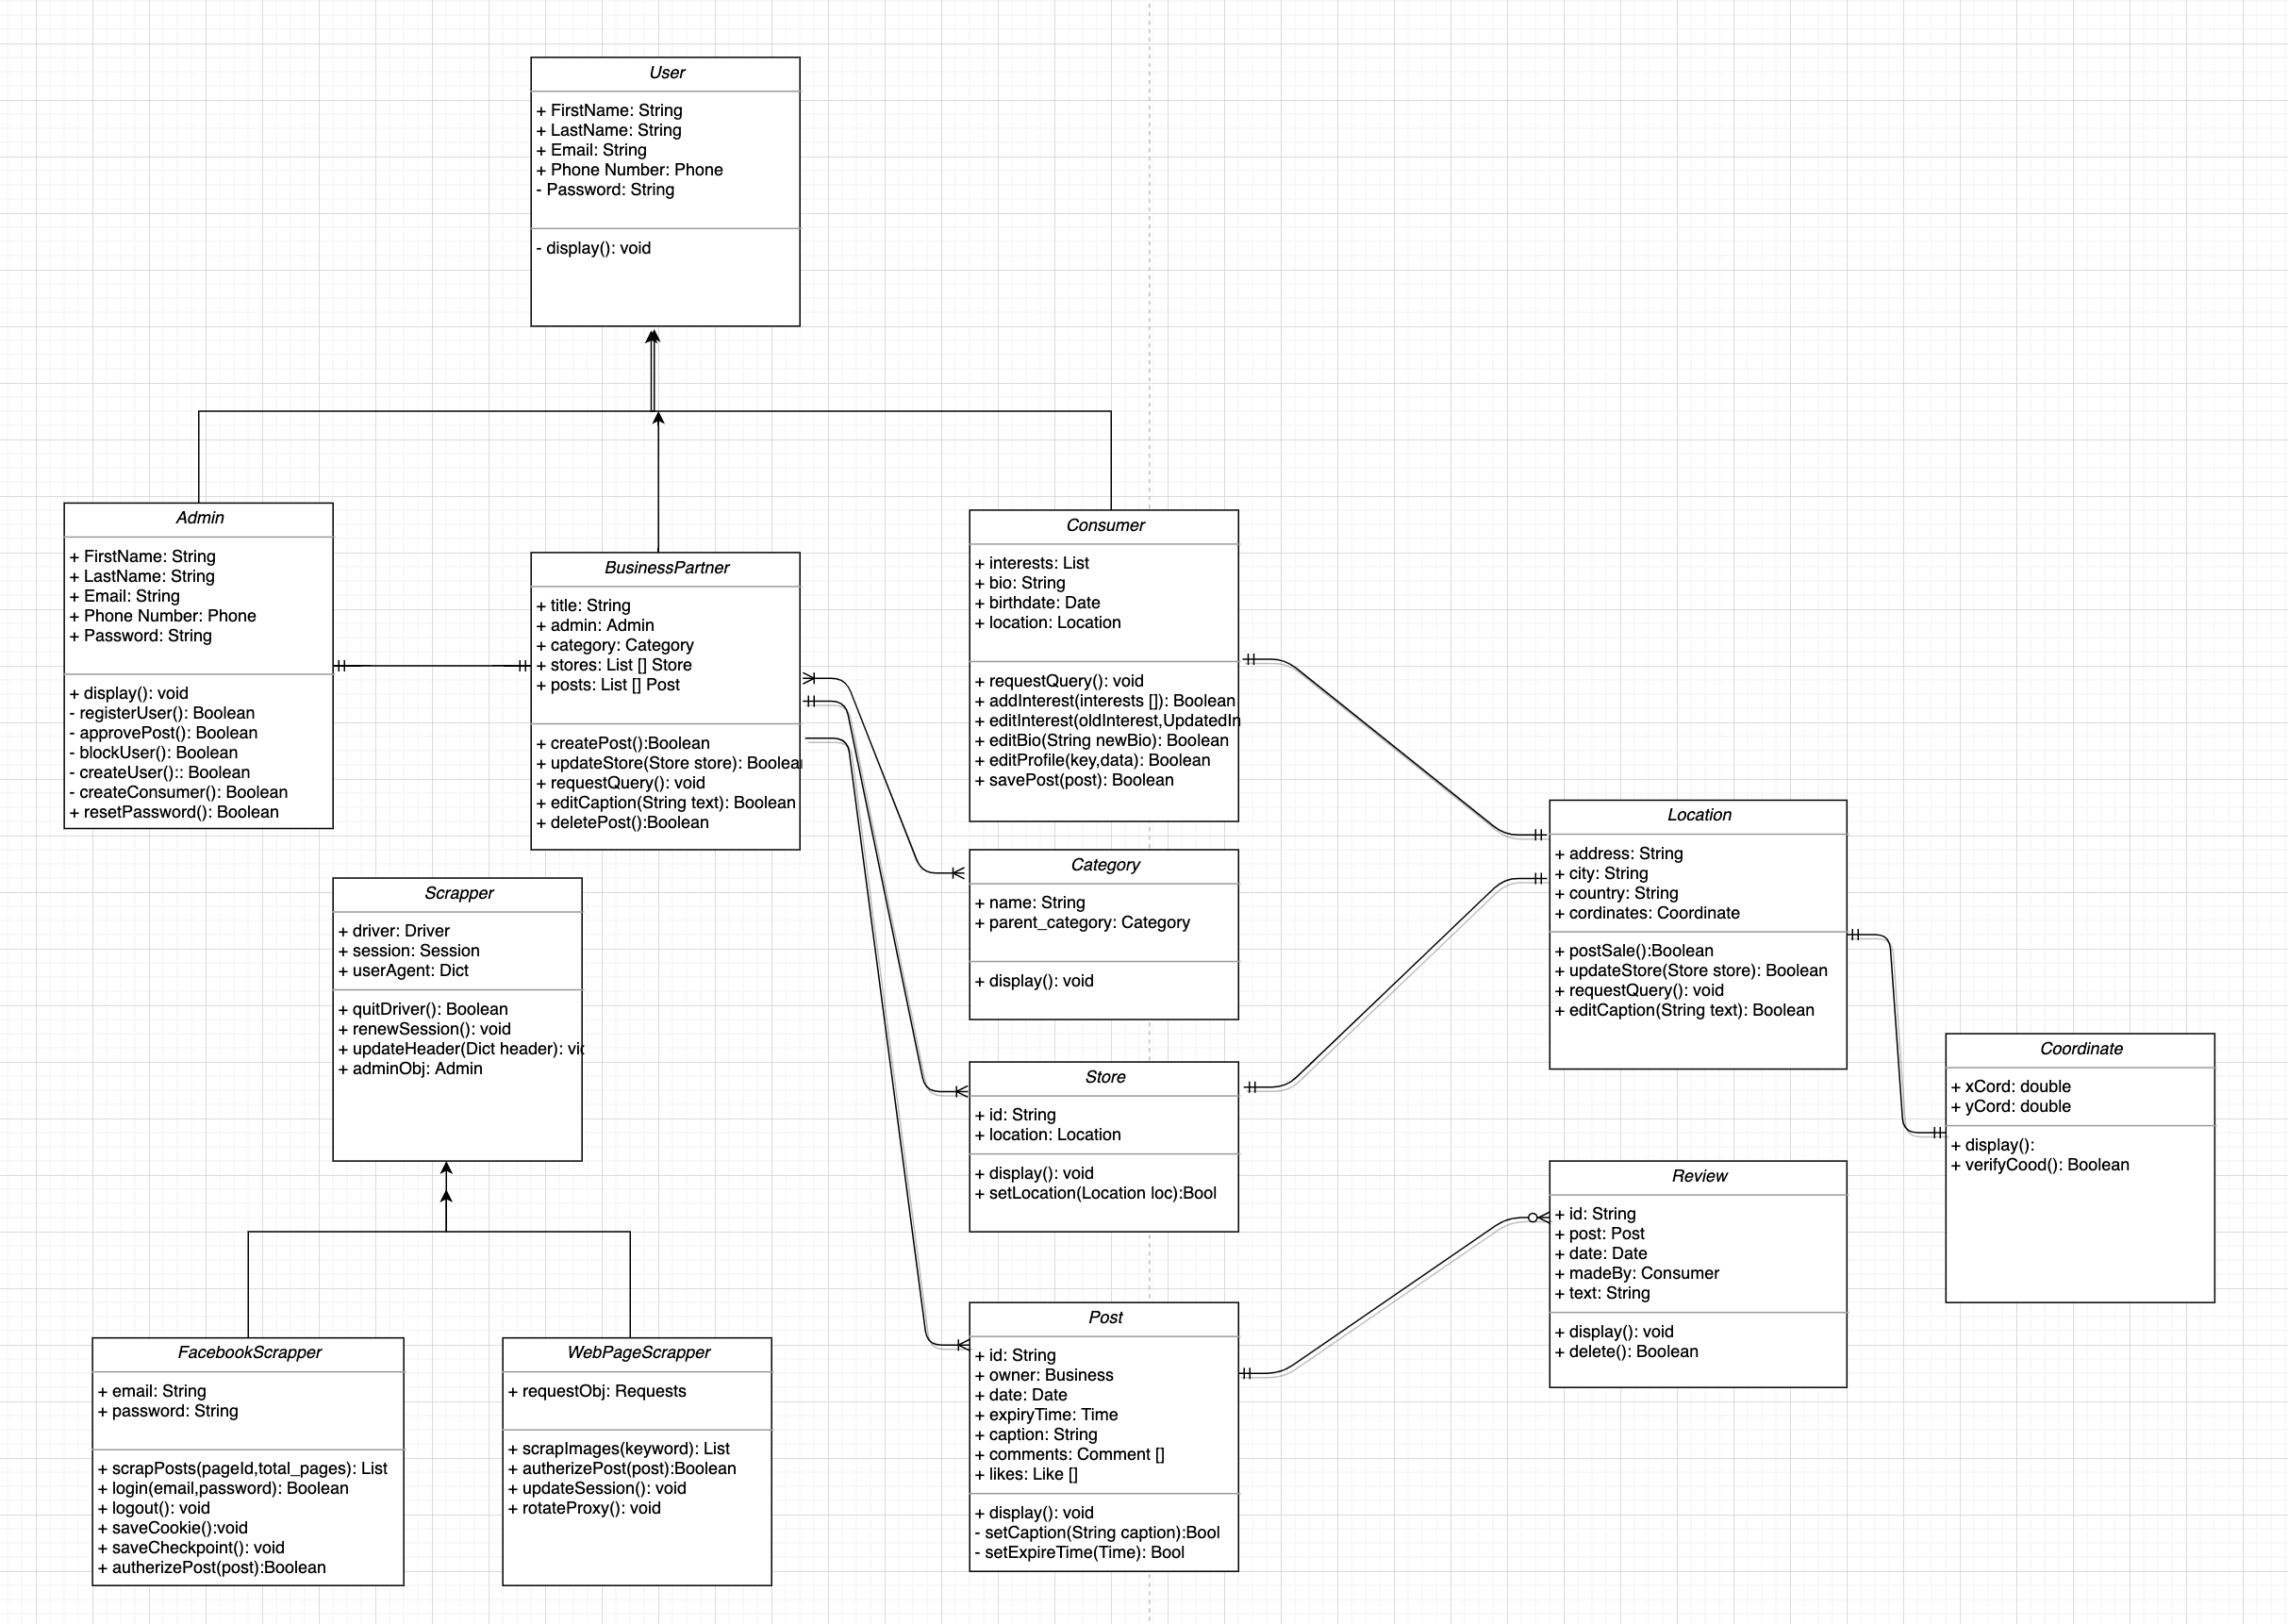 User
+ FirstName: String
+ LastName: String
+ Email: String
+ Phone Number: Phone
- Password: String
- display(): void
Admin
+ FirstName: String
+ LastName: String
+ Email: String
+ Phone Number: Phone
+ Password: String
+ display(): void
- registerUser(): Boolean
- approvePost(): Boolean
- blockUser(): Boolean
- createUser():: Boolean
- createConsumer(): Boolean
+ resetPassword(): Boolean
BusinessPartner
+ title: String
+ admin: Admin
+ category: Category
+ stores: List [] Store
+ posts: List [] Post
+ createPost():Boolean
+ updateStore(Store store): Boolea
+ requestQuery(): void
+ editCaption(String text): Boolean
+ deletePost():Boolean
Consumer
+ interests: List
+ bio: String
+ birthdate: Date
+ location: Location
+ requestQuery(): void
+ addInterest(interests []): Boolean
+ editInterest(oldInterest,UpdatedIn
+ editBio(String newBio): Boolean
+ editProfile(key,data): Boolean
+ savePost(post): Boolean
Location
+ address: String
+ city: String
+ country: String
+ cordinates: Coordinate
+ postSale():Boolean
+ updateStore(Store store): Boolean
+ requestQuery(): void
+ editCaption(String text): Boolean
Category
+ name: String
+ parent_category: Category
+ display(): void
Scrapper
+ driver: Driver
+ session: Session
+ userAgent: Dict
+ quitDriver(): Boolean
+ renewSession(): void
+ updateHeader(Dict header): vic
+ adminObj: Admin
Store
+ id: String
+ location: Location
+ display(): void
+ setLocation(Location loc):Bool
Coordinate
+ xCord: double
+ yCord: double
+ display():
+ verifyCood(): Boolean
Review
+ id: String
+ post: Post
+ date: Date
+ madeBy: Consumer
+ text: String
+ display(): void
+ delete(): Boolean
Post
+ id: String
+ owner: Business
+ date: Date
+ expiryTime: Time
+ caption: String
+ comments: Comment []
+ likes: Like []
+ display(): void
- setCaption(String caption):Bool
- setExpireTime(Time): Bool
FacebookScrapper
+ email: String
+ password: String
+ scrapPosts(pageId,total_pages): List
+ login(email,password): Boolean
+ logout(): void
+ saveCookie():void
+ saveCheckpoint(): void
+ autherizePost(post):Boolean
WebPageScrapper
+ requestObj: Requests
+ scrapImages(keyword): List
+ autherizePost(post):Boolean
+ updateSession(): void
+ rotateProxy(): void